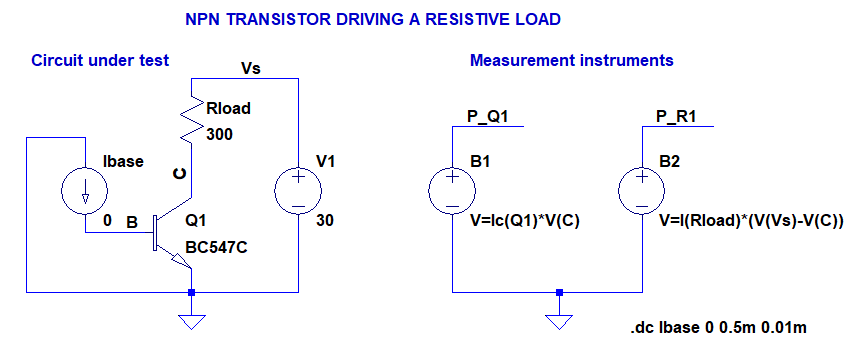 NPN TRANSISTOR DRIVING A RESISTIVE LOAD
Circuit under test
Measurement instruments
Vs
Rload
300
C
Ibase
0
B
Q1
BC547C
V1
30
P_Q1
B1
V=Ic(Q1)*V(C)
P_R1
B2
V=I(Rload)*(V(Vs)-V(C))
.dc Ibase 0 0.5m 0.01m